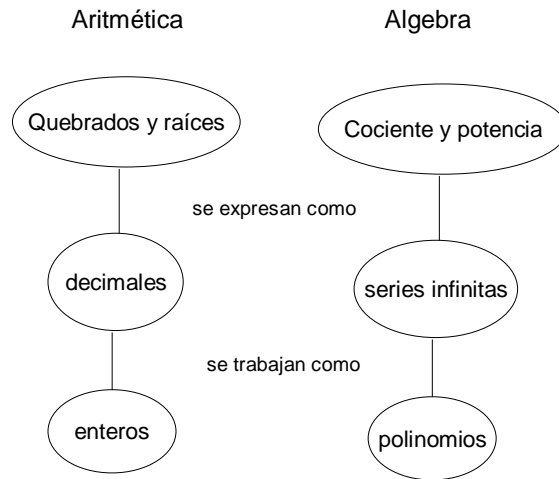 Aritmética
Algebra
Quebrados y raíces
Cociente y potencia
se expresan como
decimales
series infinitas
se trabajan como
enteros
polinomios